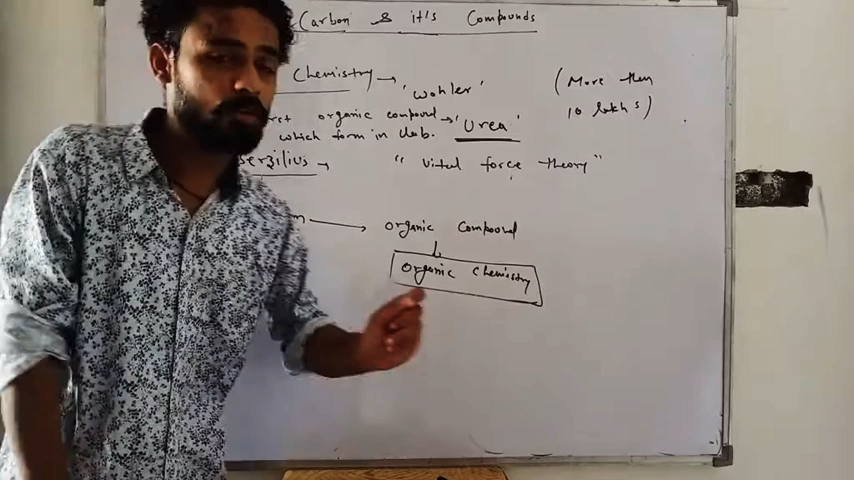 Carbon & it's Compounds
Chemistry → 'Wohler' (More then
organic compound → 'Urea' 10 lakhs)
which form in lab.
Berzilius → " Vital force theory "
→ organic Compound
Organic Chemistry